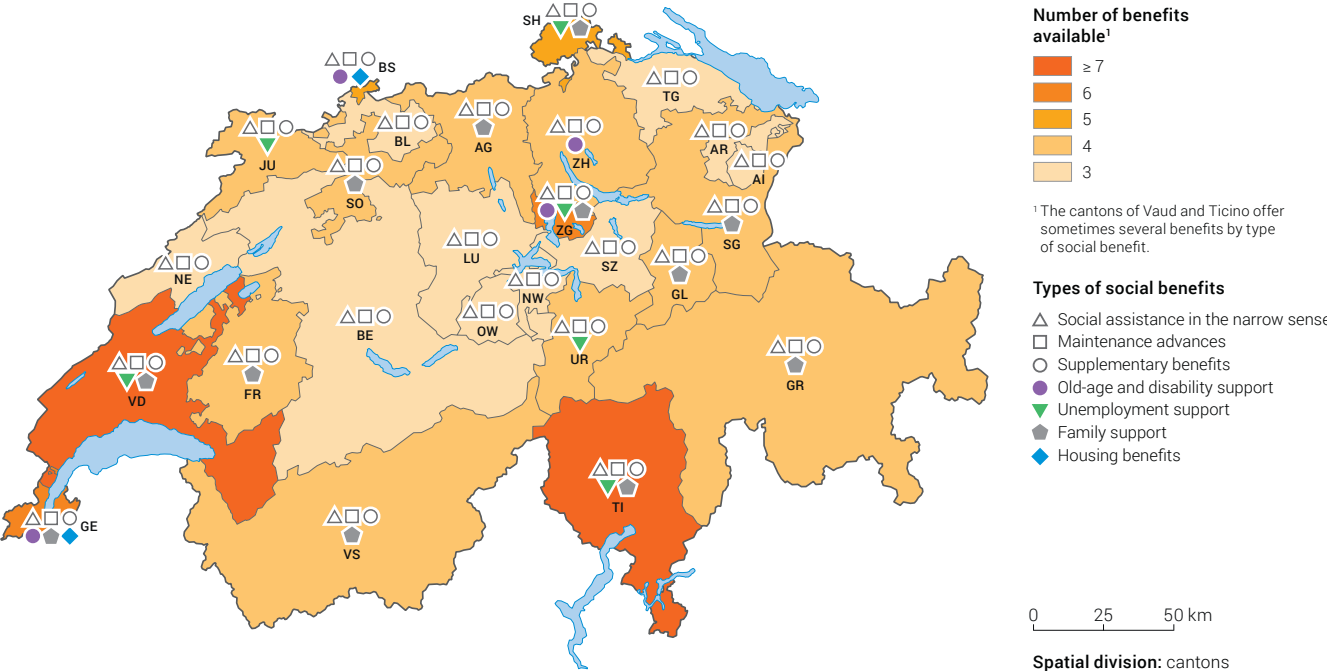 SH
BS
TG
BL
AG
AR
ZH
JU
AI
SO
ZG
SG
LU
SZ
NE
GL
NW
OW
BE
UR
GR
FR
VD
TI
GE
VS
Number of benefits
available¹
≥ 7
6
5
4
3
¹ The cantons of Vaud and Ticino offer
sometimes several benefits by type
of social benefit.
Types of social benefits
Social assistance in the narrow sense
Maintenance advances
Supplementary benefits
Old-age and disability support
Unemployment support
Family support
Housing benefits
0 25 50 km
Spatial division: cantons